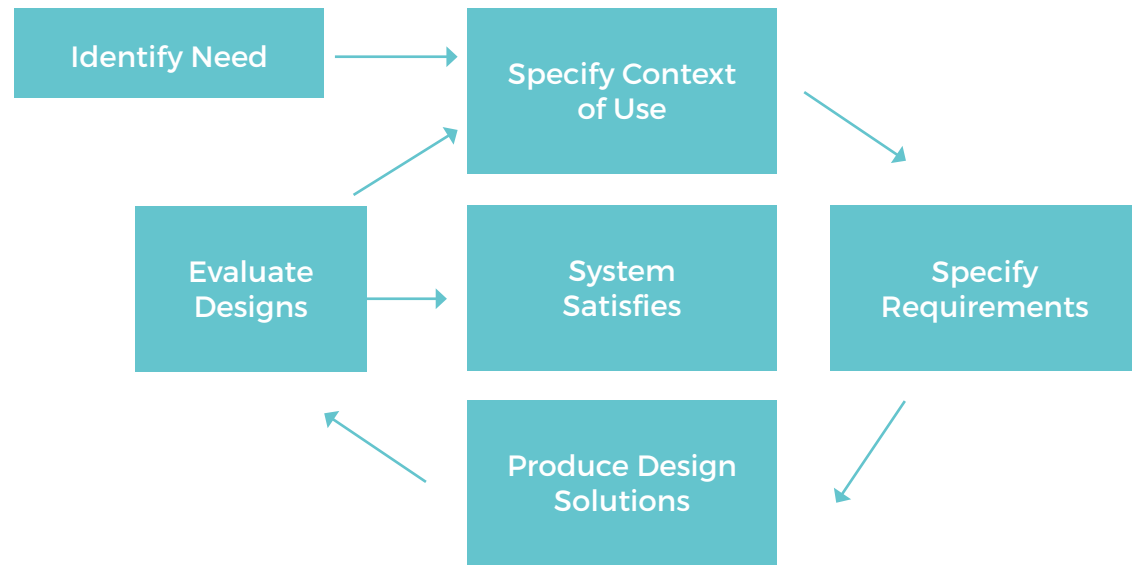 Identify Need
Specify Context
of Use
Evaluate
Designs
System
Satisfies
Specify
Requirements
Produce Design
Solutions